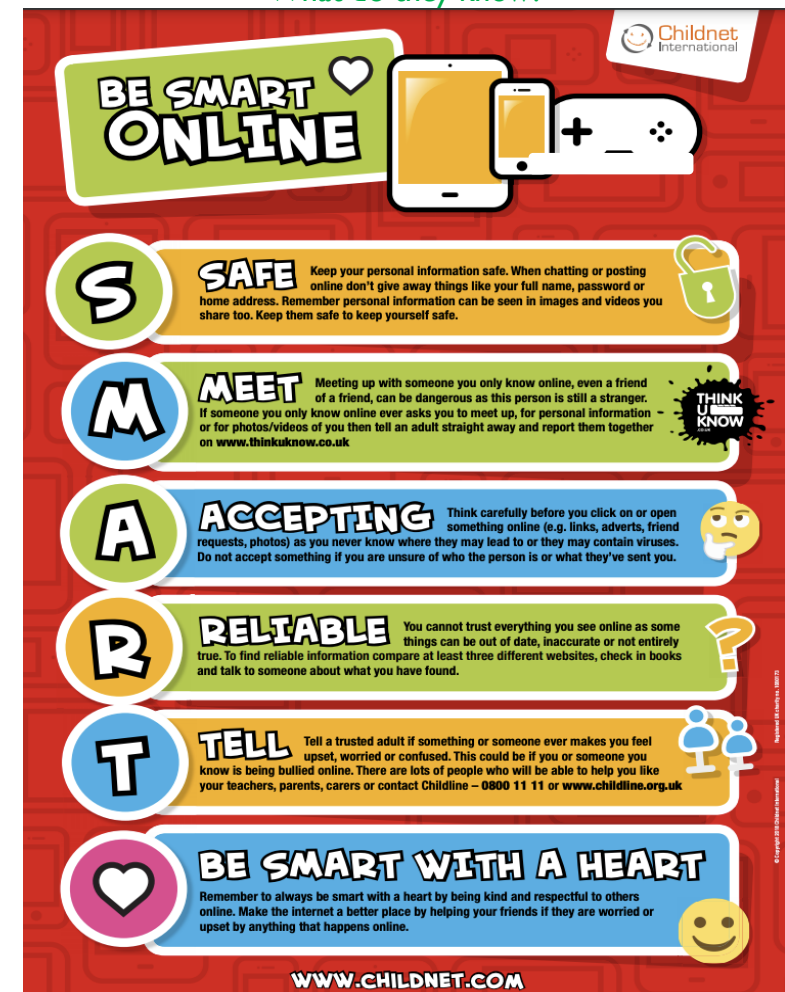 What do they know?
Childnet
International
BE SMART
ONLINE
S
SAFE Keep your personal information safe. When chatting or posting
online don't give away things like your full name, password or
home address. Remember personal information can be seen in images and videos you
share too. Keep them safe to keep yourself safe.
M
MEET Meeting up with someone you only know online, even a friend
of a friend, can be dangerous as this person is still a stranger.
If someone you only know online ever asks you to meet up, for personal information
or for photos/videos of you then tell an adult straight away and report them together
on www.thinkuknow.co.uk
THINK
U
KNOW
.CO.UK
A
ACCEPTING Think carefully before you click on or open
something online (e.g. links, adverts, friend
requests, photos) as you never know where they may lead to or they may contain viruses.
Do not accept something if you are unsure of who the person is or what they've sent you.
R
RELIABLE You cannot trust everything you see online as some
things can be out of date, inaccurate or not entirely
true. To find reliable information compare at least three different websites, check in books
and talk to someone about what you have found.
T
TELL Tell a trusted adult if something or someone ever makes you feel
upset, worried or confused. This could be if you or someone you
know is being bullied online. There are lots of people who will be able to help you like
your teachers, parents, carers or contact Childline – 0800 11 11 or www.childline.org.uk
BE SMART WITH A HEART
Remember to always be smart with a heart by being kind and respectful to others
online. Make the internet a better place by helping your friends if they are worried or
upset by anything that happens online.
WWW.CHILDNET.COM
© Copyright 2018 Childnet International
Registered UK charity no. 1080173